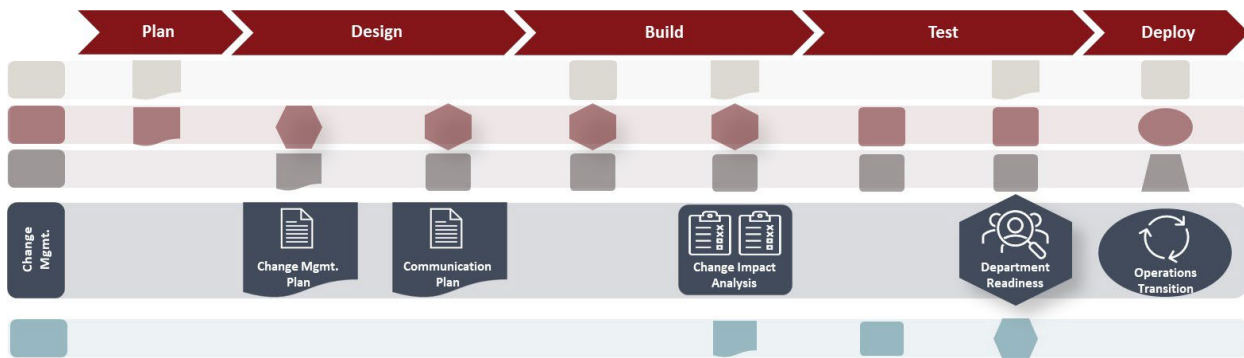 Plan
Design
Build
Test
Deploy
Change
Mgmt.
Change Mgmt.
Plan
Communication
Plan
Change Impact
Analysis
Department
Readiness
Operations
Transition